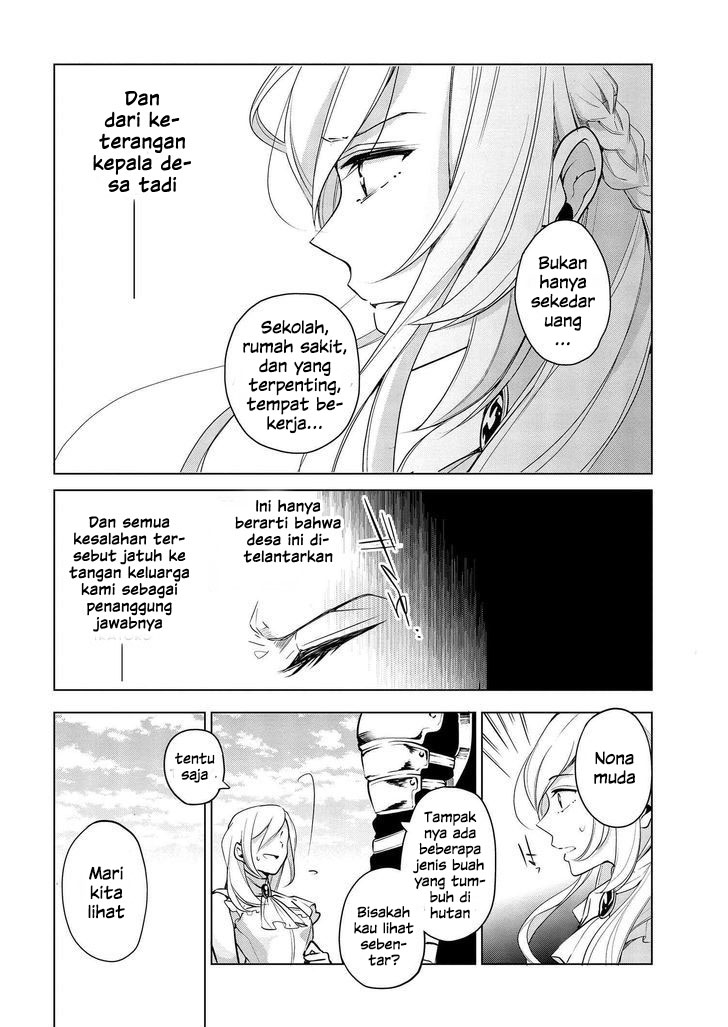 Bukan
hanya
sekedar
uang
...
Sekolah,
rumah sakit,
dan yang
terpenting,
tempat be-
kerja...
Dan
dari ke-
terangan
kepala de-
sa tadi
Ini hanya
berarti bahwa
desa ini di-
telantarkan
Dan semua
kesalahan ter-
sebut jatuh ke
tangan keluarga
kami sebagai
penanggung
jawabnya
Nona
muda
Tampak
nya ada
beberapa
jenis buah
yang tum-
buh di
hutan
Bisakah
kau lihat
seben-
tar?
tentu
saja
Mari
kita
lihat